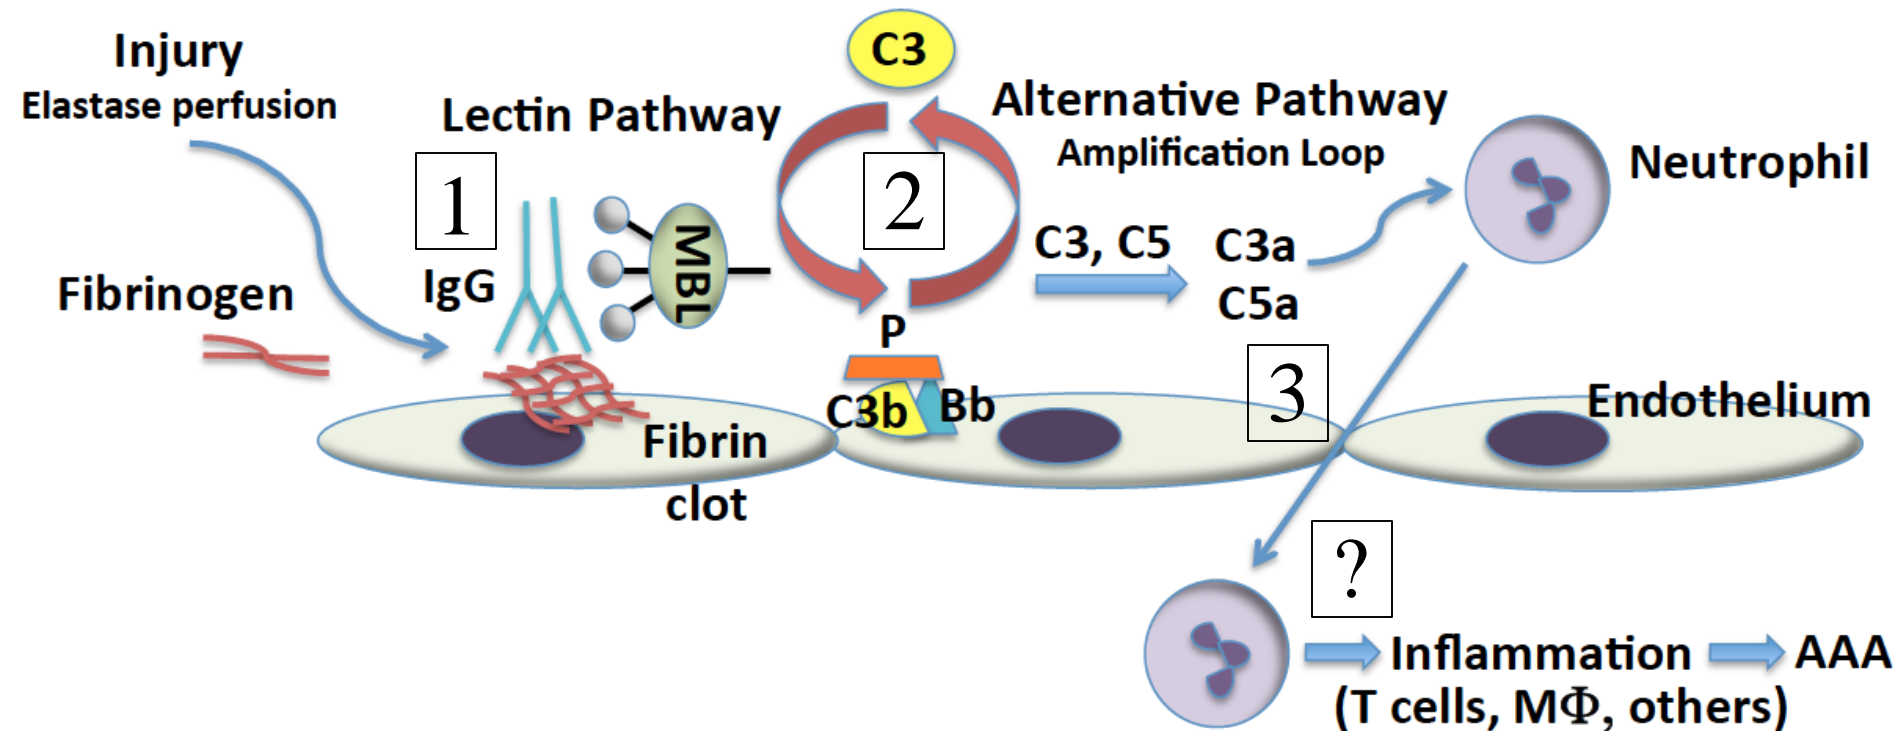 Injury
Elastase perfusion
Fibrinogen
Lectin Pathway
1
IgG
MBL
C3
2
Alternative Pathway
Amplification Loop
C3, C5
C3a
C5a
Neutrophil
P
C3b
Bb
Fibrin
clot
3
Endothelium
?
Inflammation
(T cells, MΦ, others)
AAA